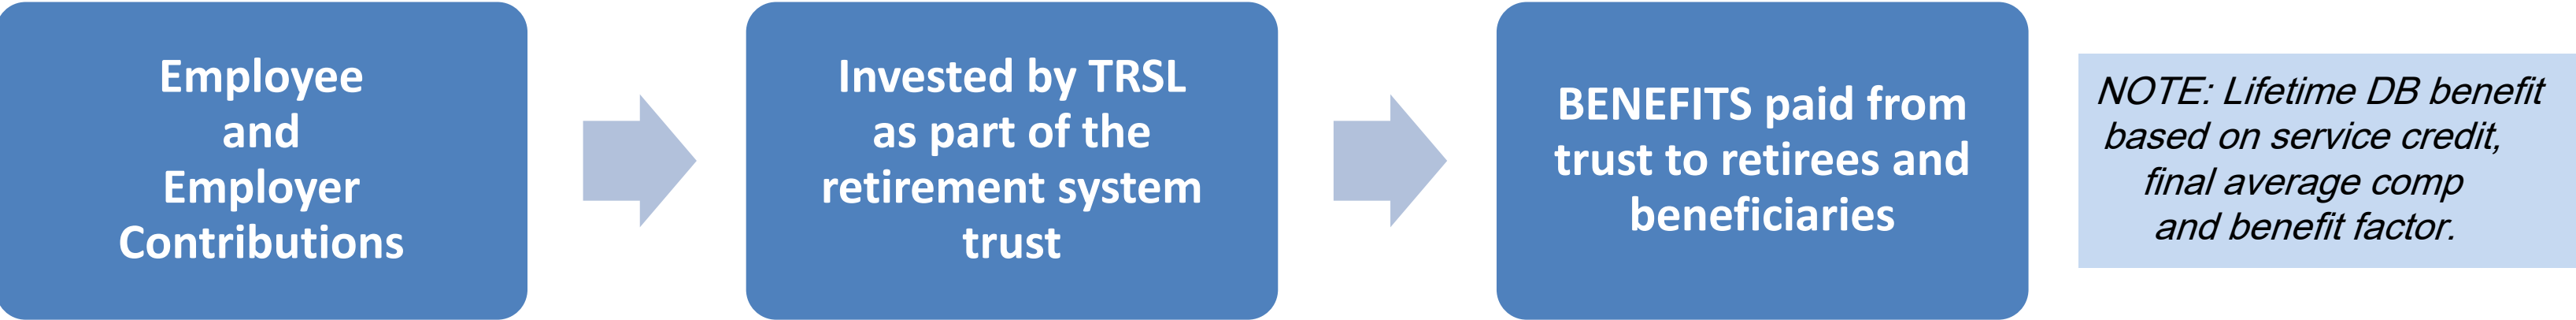 Employee
and
Employer
Contributions
Invested by TRSL
as part of the
retirement system
trust
BENEFITS paid from
trust to retirees and
beneficiaries
NOTE: Lifetime DB benefit
based on service credit,
final average comp
and benefit factor.